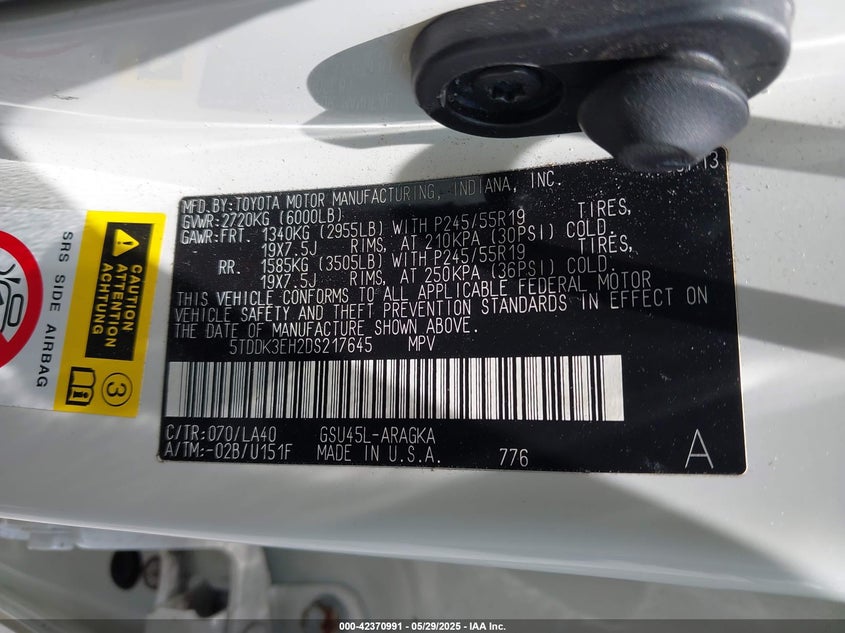 13
MFD.BY:TOYOTA MOTOR MANUFACTURING, INDIANA, INC.
GVWR:2720KG (6000LB)
GAWR:FRT. 1340KG (2955LB) WITH P245/55R19 TIRES,
19X7.5J RIMS, AT 210KPA (30PSI) COLD.
RR. 1585KG (3505LB) WITH P245/55R19 TIRES,
19X7.5J RIMS, AT 250KPA (36PSI) COLD.
THIS VEHICLE CONFORMS TO ALL APPLICABLE FEDERAL MOTOR
VEHICLE SAFETY AND THEFT PREVENTION STANDARDS IN EFFECT ON
THE DATE OF MANUFACTURE SHOWN ABOVE.
5TDDK3EH2DS217645 MPV
C/TR:070/LA40 GSU45L-ARAGKA
A/TM:-02B/U151F MADE IN U.S.A. 776 A
SRS SIDE AIRBAG
CAUTION
ATTENTION
ACHTUNG
3
000-42370991 | 05/29/2025 | IAA Inc.